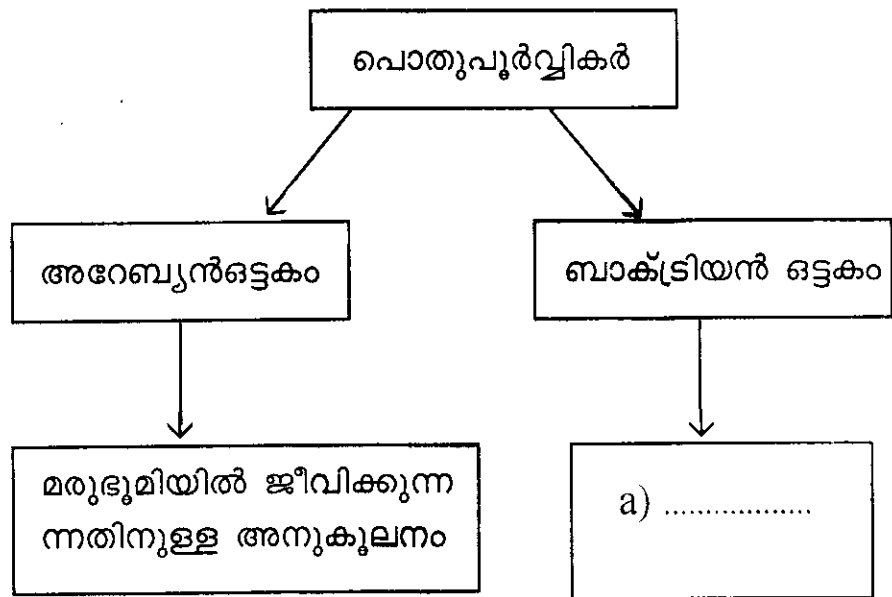 പൊതുപൂർവ്വികർ
അറേബ്യൻഒട്ടകം
ബാക്ട്രിയൻ ഒട്ടകം
മരുഭൂമിയിൽ ജീവിക്കുന്ന
ന്നതിനുള്ള അനുകൂലനം
a) .................